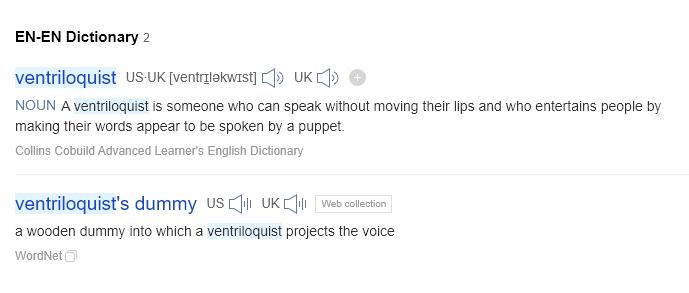 EN-EN Dictionary 2
ventriloquist US·UK [ventrɪləkwɪst] UK
NOUN A ventriloquist is someone who can speak without moving their lips and who entertains people by
making their words appear to be spoken by a puppet.
Collins Cobuild Advanced Learner's English Dictionary
ventriloquist's dummy US UK Web collection
a wooden dummy into which a ventriloquist projects the voice
WordNet